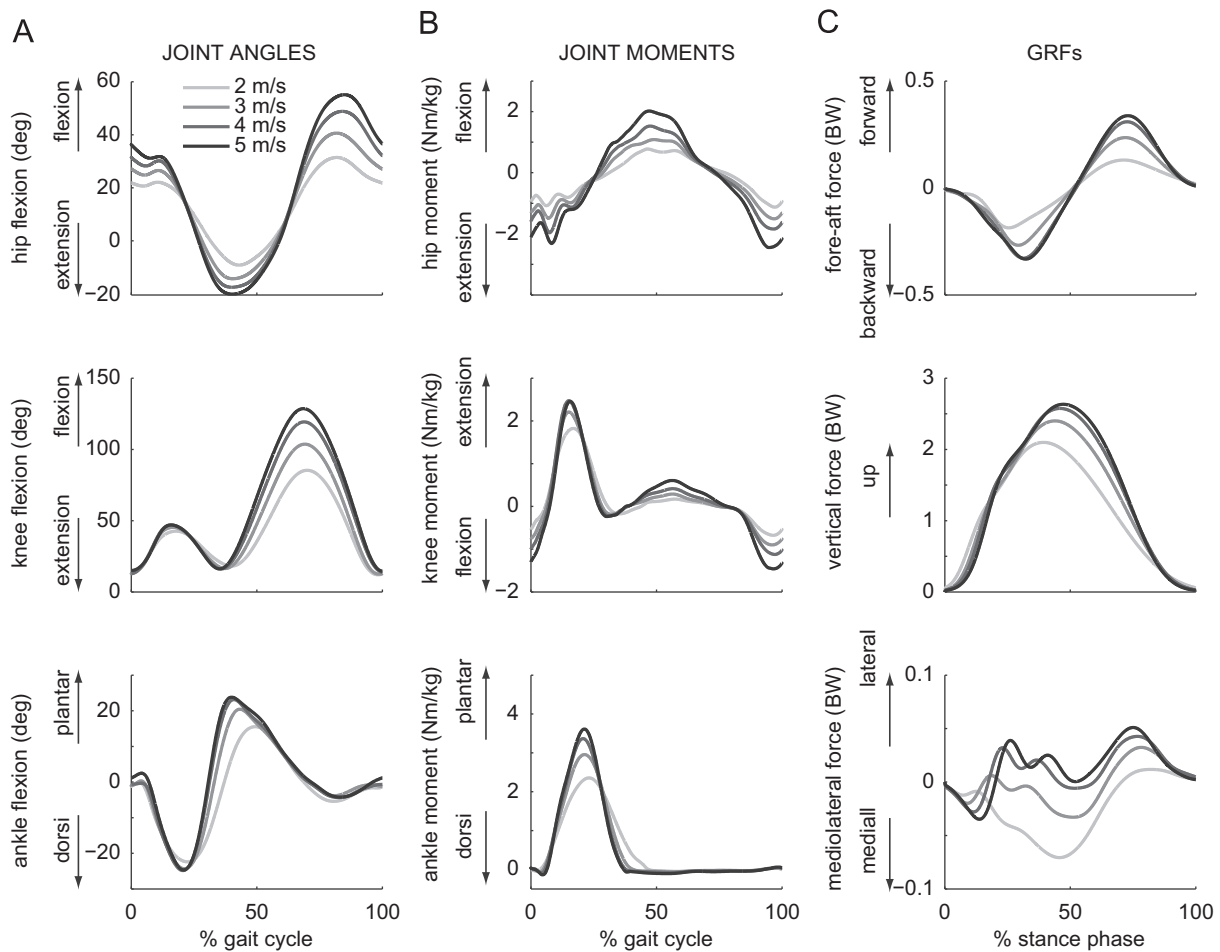 A
JOINT ANGLES
hip flexion (deg)
extension
flexion
60
40
20
0
−20
2 m/s
3 m/s
4 m/s
5 m/s
knee flexion (deg)
extension
flexion
150
100
50
0
ankle flexion (deg)
dorsi
plantar
20
0
−20
0
50
100
% gait cycle
B
JOINT MOMENTS
hip moment (Nm/kg)
extension
flexion
2
0
−2
knee moment (Nm/kg)
flexion
extension
2
0
−2
ankle moment (Nm/kg)
dorsi
plantar
4
2
0
0
50
100
% gait cycle
C
GRFs
fore-aft force (BW)
backward
forward
0.5
0
−0.5
vertical force (BW)
up
3
2
1
0
mediolateral force (BW)
mediall
lateral
0.1
0
−0.1
0
50
100
% stance phase